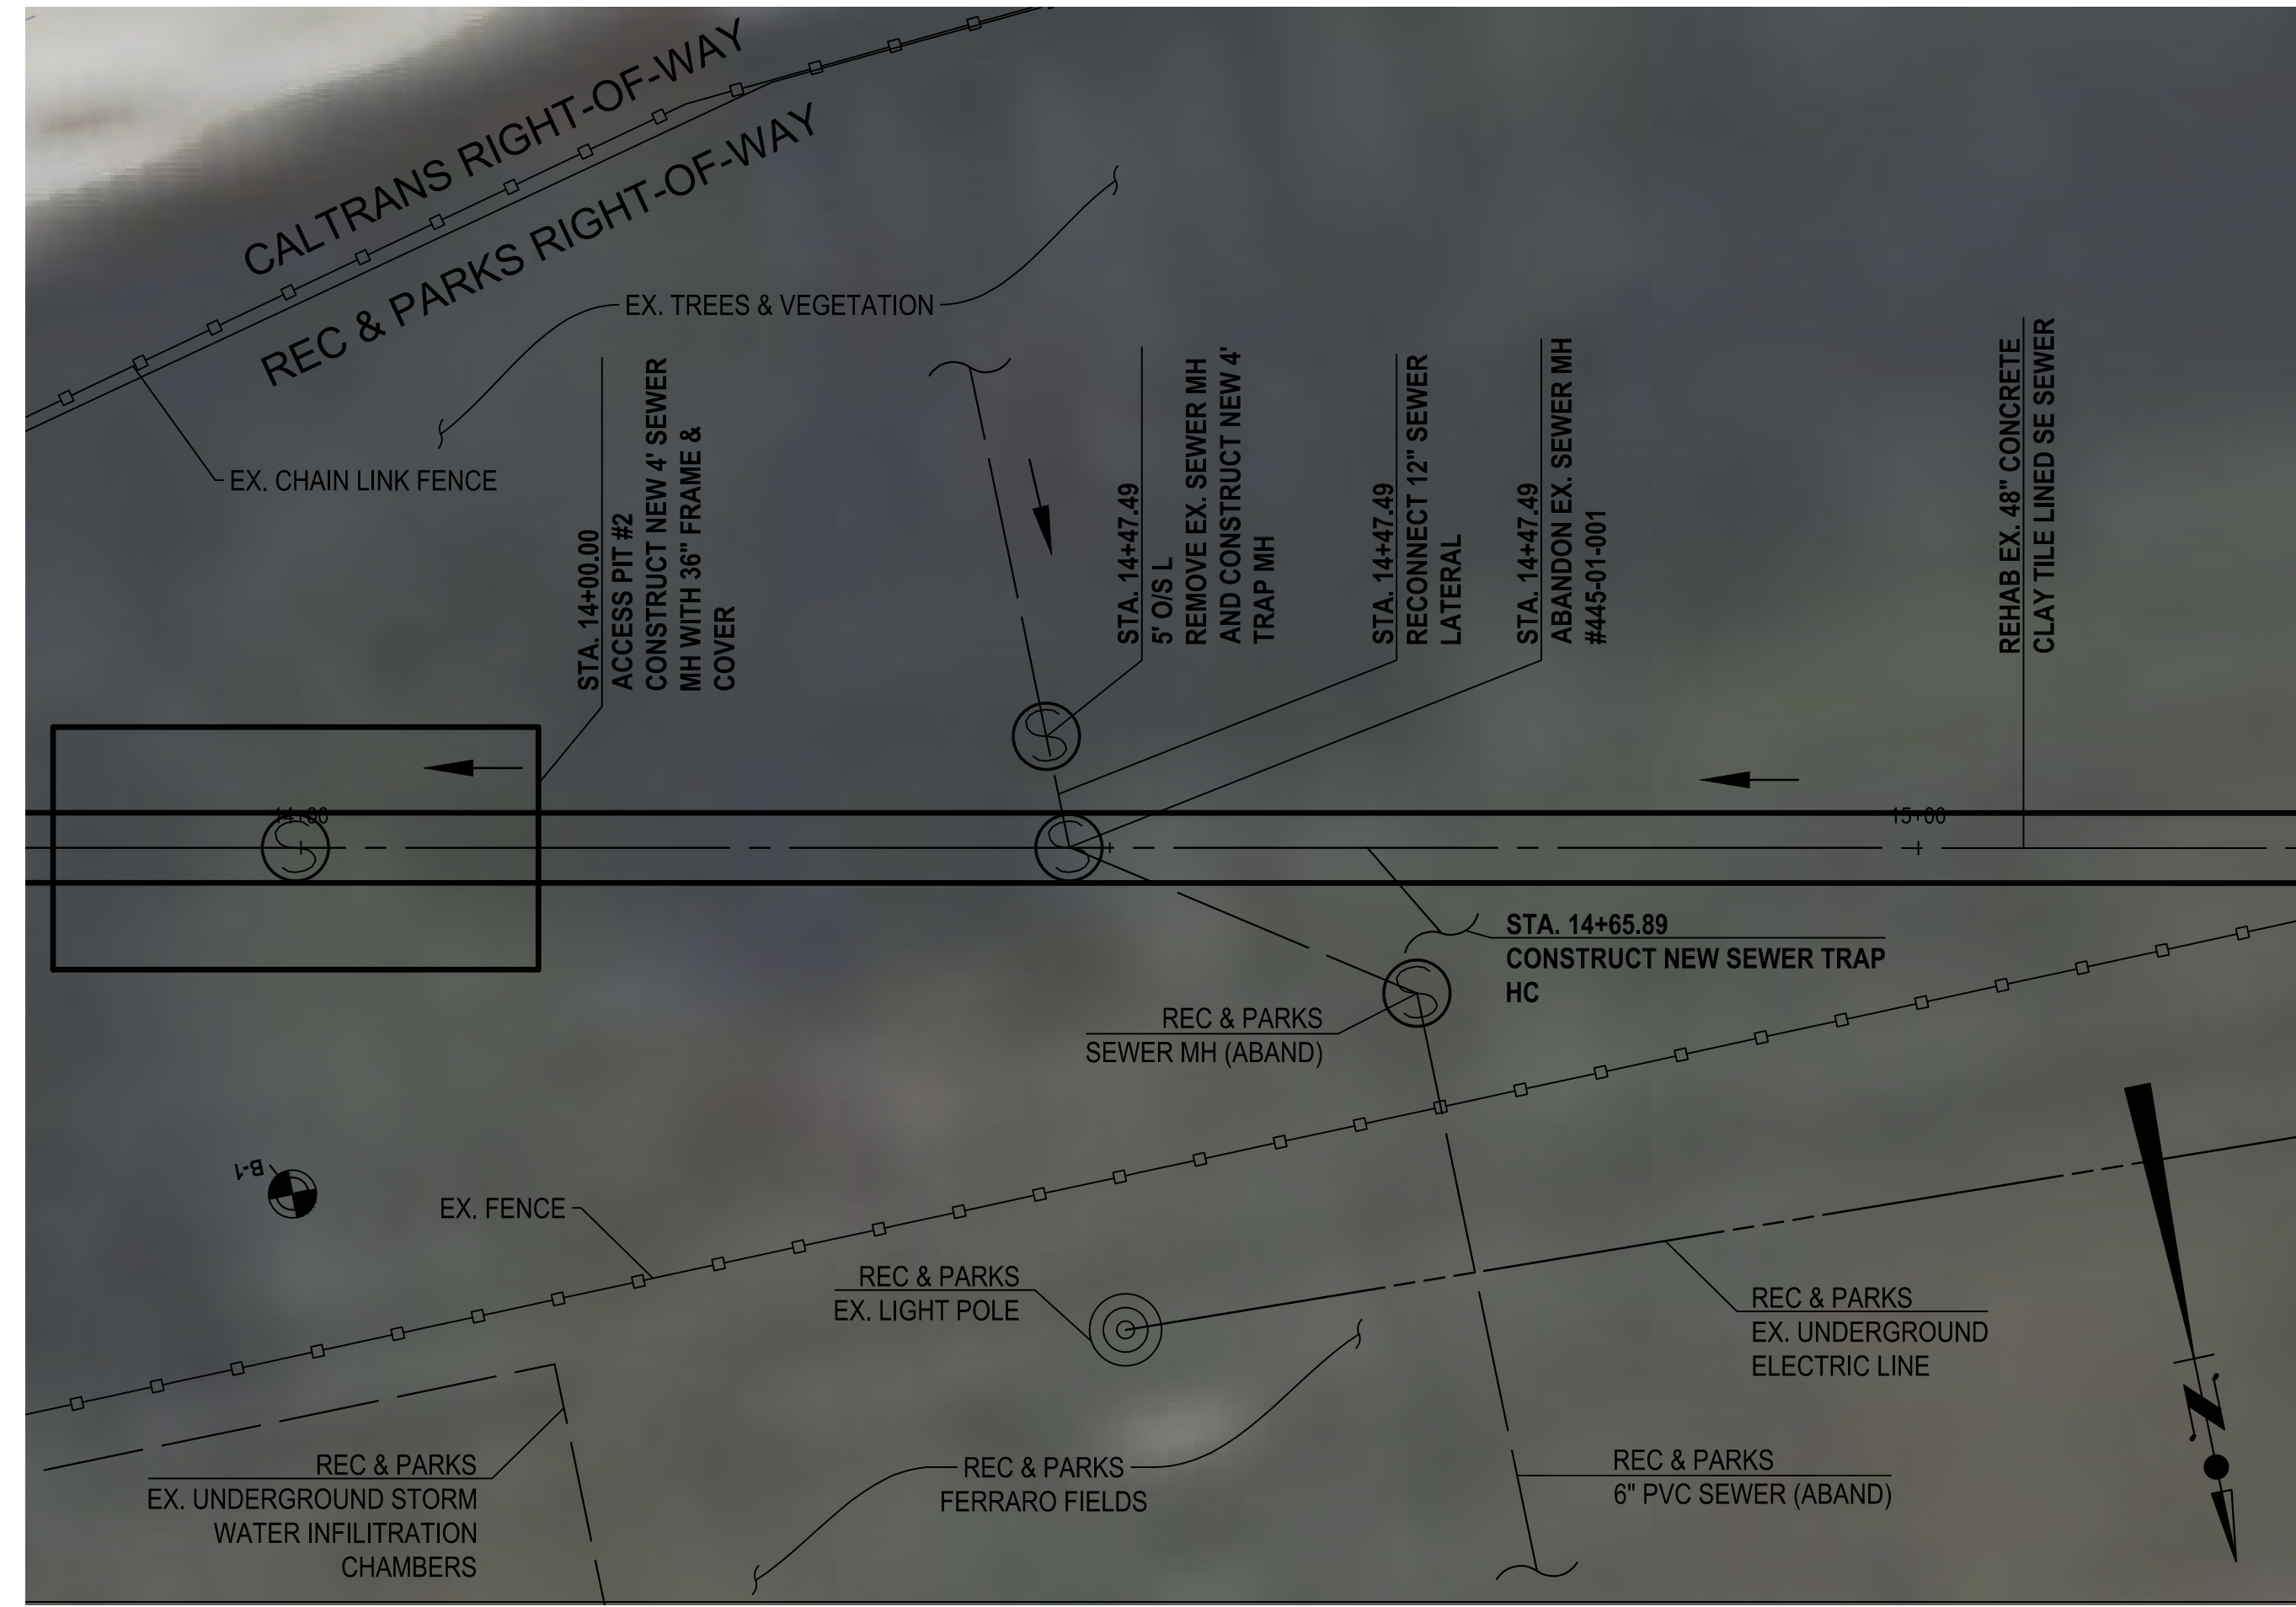 CALTRANS RIGHT-OF-WAY
REC & PARKS RIGHT-OF-WAY
EX. TREES & VEGETATION
EX. CHAIN LINK FENCE
STA. 14+00.00
ACCESS PIT #2
CONSTRUCT NEW 4' SEWER
MH WITH 36" FRAME &
COVER
STA. 14+47.49
5' O/S L
REMOVE EX. SEWER MH
AND CONSTRUCT NEW 4'
TRAP MH
STA. 14+47.49
RECONNECT 12" SEWER
LATERAL
STA. 14+47.49
ABANDON EX. SEWER MH
#445-01-001
REHAB EX. 48" CONCRETE
CLAY TILE LINED SE SEWER
14+00
15+00
STA. 14+65.89
CONSTRUCT NEW SEWER TRAP
HC
REC & PARKS
SEWER MH (ABAND)
B-1
EX. FENCE
REC & PARKS
EX. LIGHT POLE
REC & PARKS
EX. UNDERGROUND
ELECTRIC LINE
REC & PARKS
EX. UNDERGROUND STORM
WATER INFILITRATION
CHAMBERS
REC & PARKS
FERRARO FIELDS
REC & PARKS
6" PVC SEWER (ABAND)
N